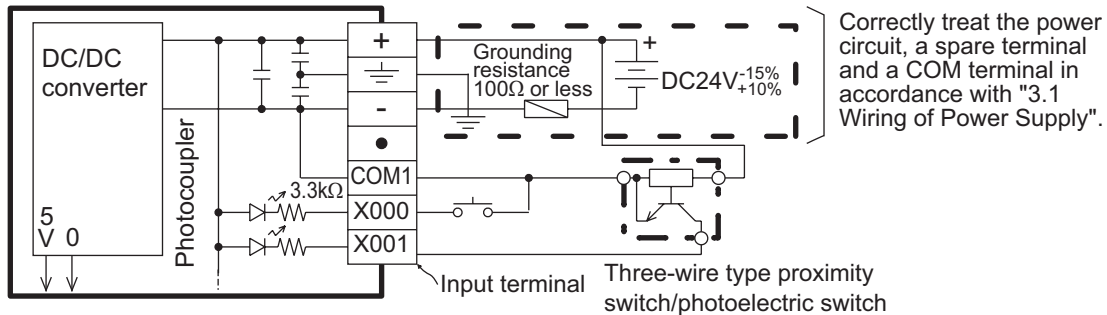 DC/DC
converter
5
V 0
Photocoupler
3.3kΩ
+
-
COM1
X000
X001
Grounding
resistance
100Ω or less
+
DC24V -15%
+10%
Correctly treat the power
circuit, a spare terminal
and a COM terminal in
accordance with "3.1
Wiring of Power Supply".
Input terminal
Three-wire type proximity
switch/photoelectric switch